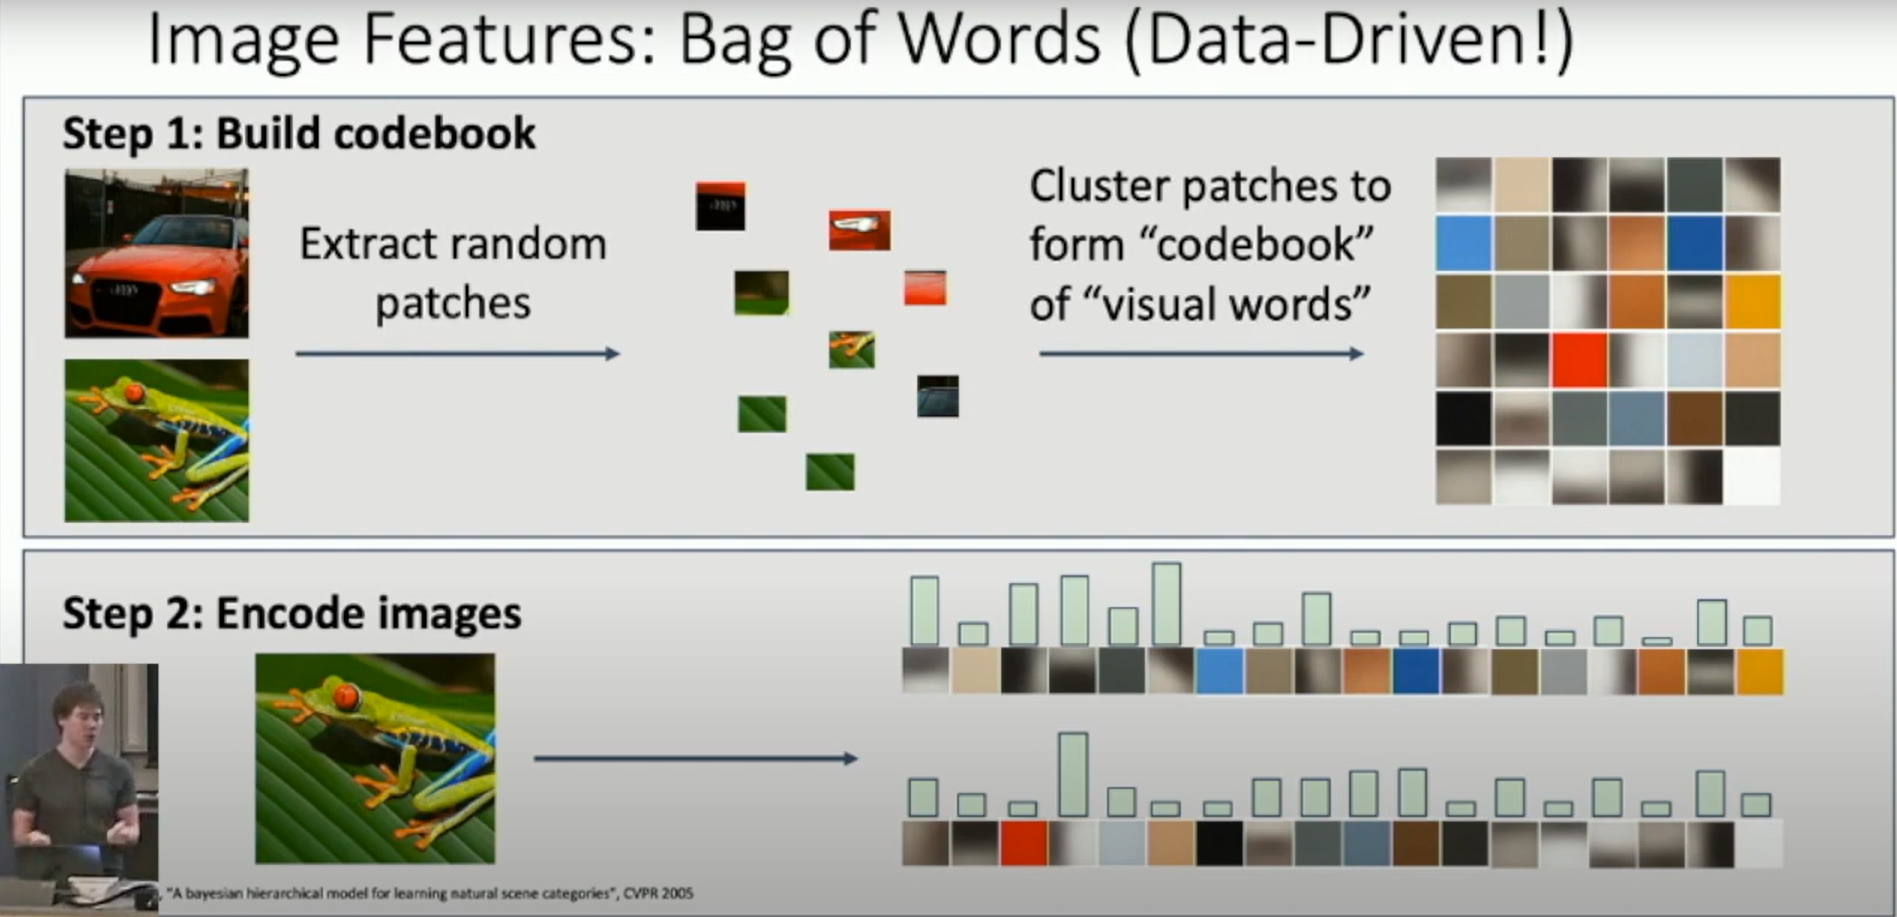 Image Features: Bag of Words (Data-Driven!)
Step 1: Build codebook
Extract random
patches
Cluster patches to
form “codebook”
of “visual words”
Step 2: Encode images
, "A bayesian hierarchical model for learning natural scene categories", CVPR 2005